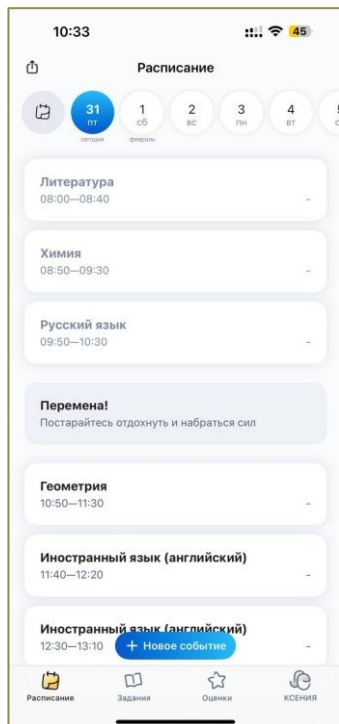 10:33
45
Расписание
31
пт
сегодня
1
сб
февраль
2
вс
3
пн
4
вт
Литература
08:00—08:40
-
Химия
08:50—09:30
-
Русский язык
09:50—10:30
-
Перемена!
Постарайтесь отдохнуть и набраться сил
Геометрия
10:50—11:30
-
Иностранный язык (английский)
11:40—12:20
-
Иностранный язык (английский)
12:30—13:10
-
+ Новое событие
Расписание
Задания
Оценки
КСЕНИЯ